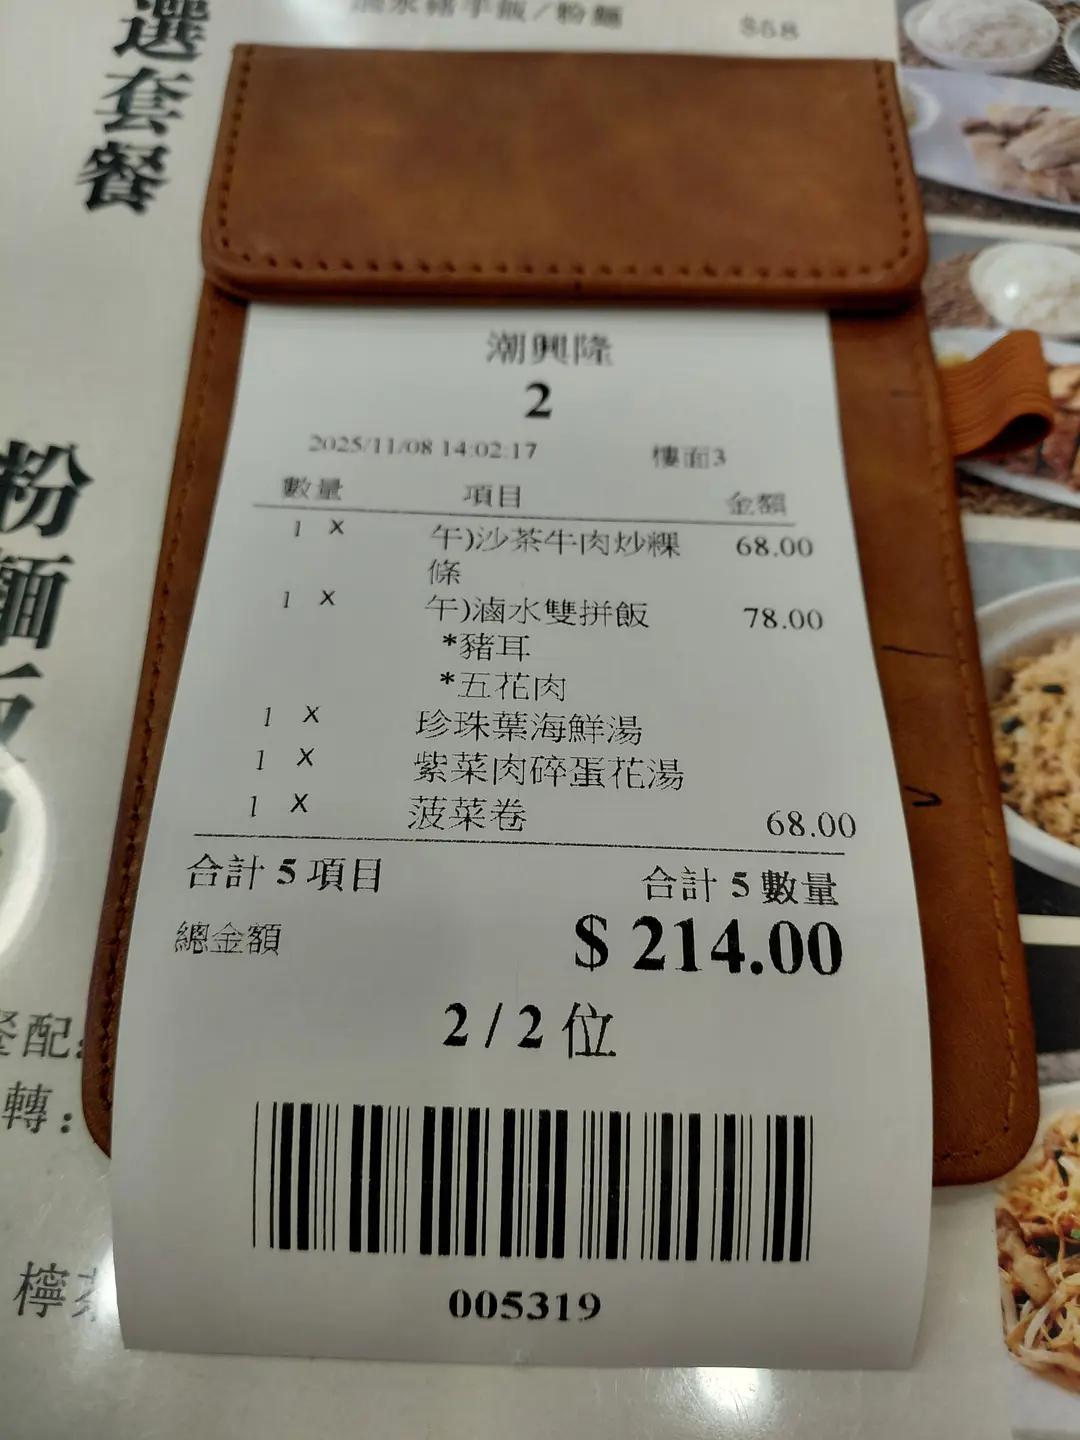 選套餐
$68
潮興隆
2
2025/11/08 14:02:17 樓面3
數量 項目 金額
1 X 午)沙茶牛肉炒粿 68.00
條
1 X 午)滷水雙拼飯 78.00
*豬耳
*五花肉
1 X 珍珠葉海鮮湯
1 X 紫菜肉碎蛋花湯
1 X 菠菜卷 68.00
合計 5 項目 合計 5 數量
總金額 $ 214.00
2 / 2 位
005319
粉麵飯
配:
轉:
檸茶